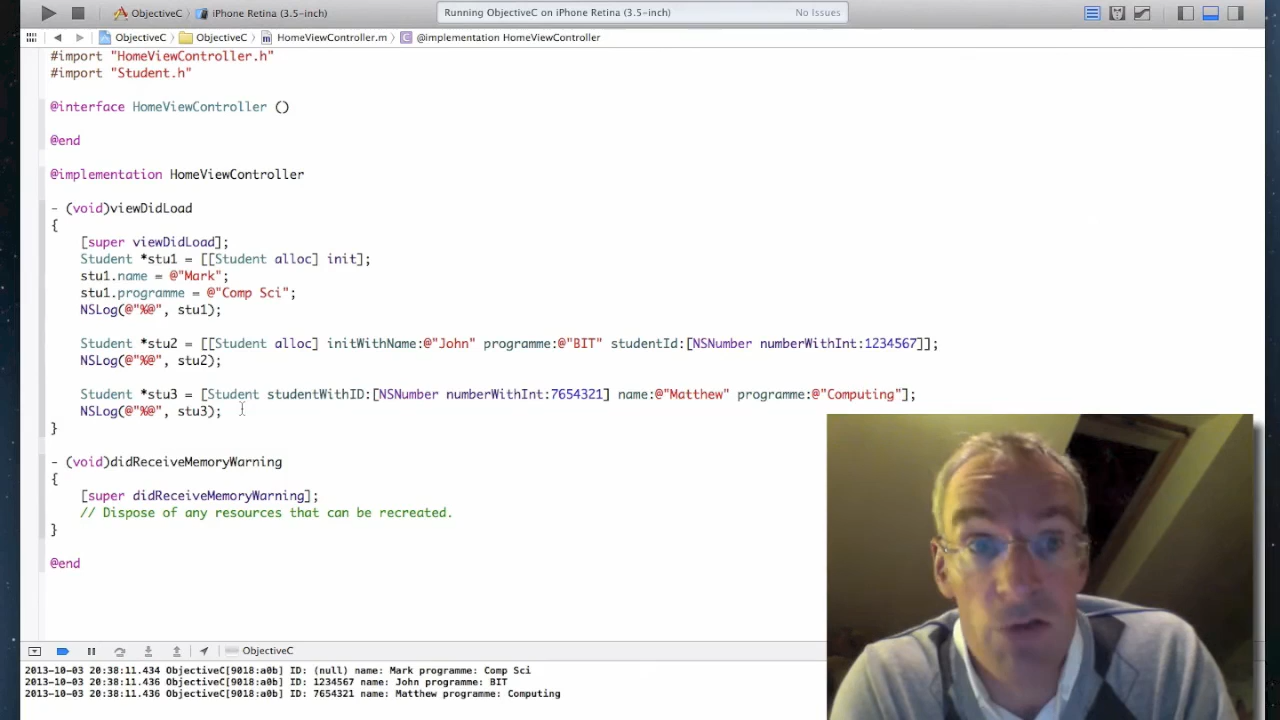 ObjectiveC iPhone Retina (3.5-inch) Running ObjectiveC on iPhone Retina (3.5-inch) No Issues
ObjectiveC ObjectiveC HomeViewController.m @implementation HomeViewController
#import "HomeViewController.h"
#import "Student.h"
@interface HomeViewController ()
@end
@implementation HomeViewController
- (void)viewDidLoad
{
[super viewDidLoad];
Student *stu1 = [[Student alloc] init];
stu1.name = @"Mark";
stu1.programme = @"Comp Sci";
NSLog(@"%@", stu1);
Student *stu2 = [[Student alloc] initWithName:@"John" programme:@"BIT" studentId:[NSNumber numberWithInt:1234567]];
NSLog(@"%@", stu2);
Student *stu3 = [Student studentWithID:[NSNumber numberWithInt:7654321] name:@"Matthew" programme:@"Computing"];
NSLog(@"%@", stu3);
}
- (void)didReceiveMemoryWarning
{
[super didReceiveMemoryWarning];
// Dispose of any resources that can be recreated.
}
@end
ObjectiveC
2013-10-03 20:38:11.434 ObjectiveC[9018:a0b] ID: (null) name: Mark programme: Comp Sci
2013-10-03 20:38:11.436 ObjectiveC[9018:a0b] ID: 1234567 name: John programme: BIT
2013-10-03 20:38:11.436 ObjectiveC[9018:a0b] ID: 7654321 name: Matthew programme: Computing